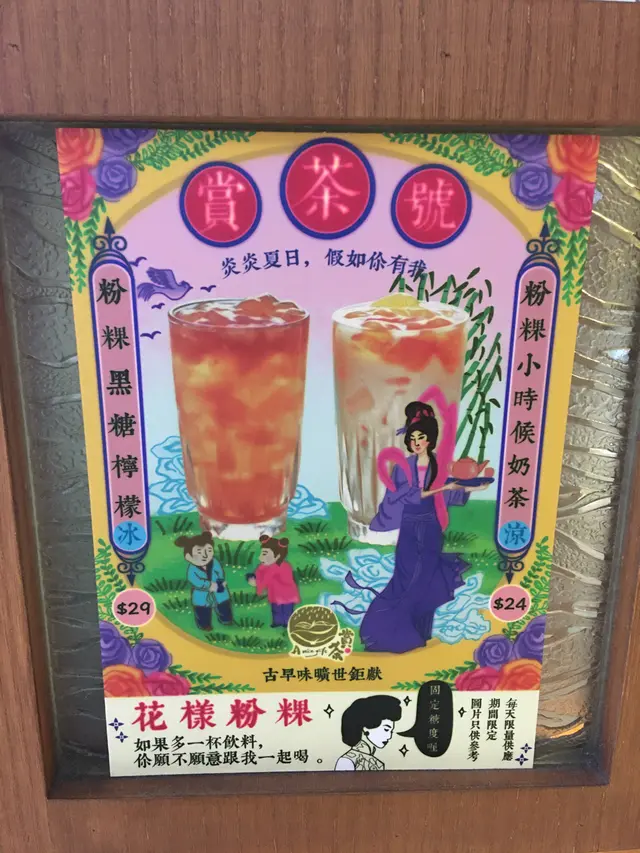 賞茶號
炎炎夏日，假如你有我
粉粿黑糖檸檬冰
$29
粉粿小時候奶茶凉
$24
賞茶
古早味曠世鉅獻
花樣粉粿
如果多一杯飲料，
你願不願意跟我一起喝。
固定糖度喔
每天限量供應
期間限定
圖片只供參考